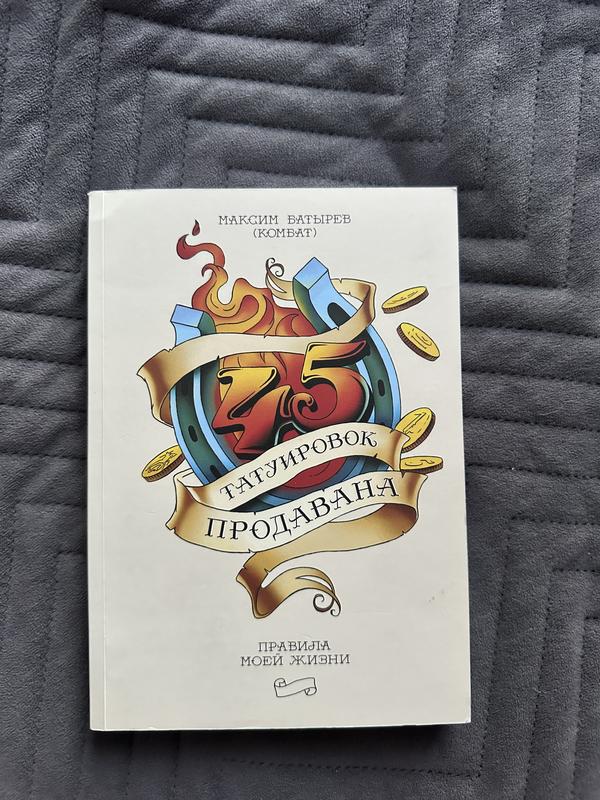 МАКСИМ БАТЫРЕВ
(КОМБАТ)
45
ТАТУИРОВОК
ПРОДАВАНА
ПРАВИЛА
МОЕЙ ЖИЗНИ